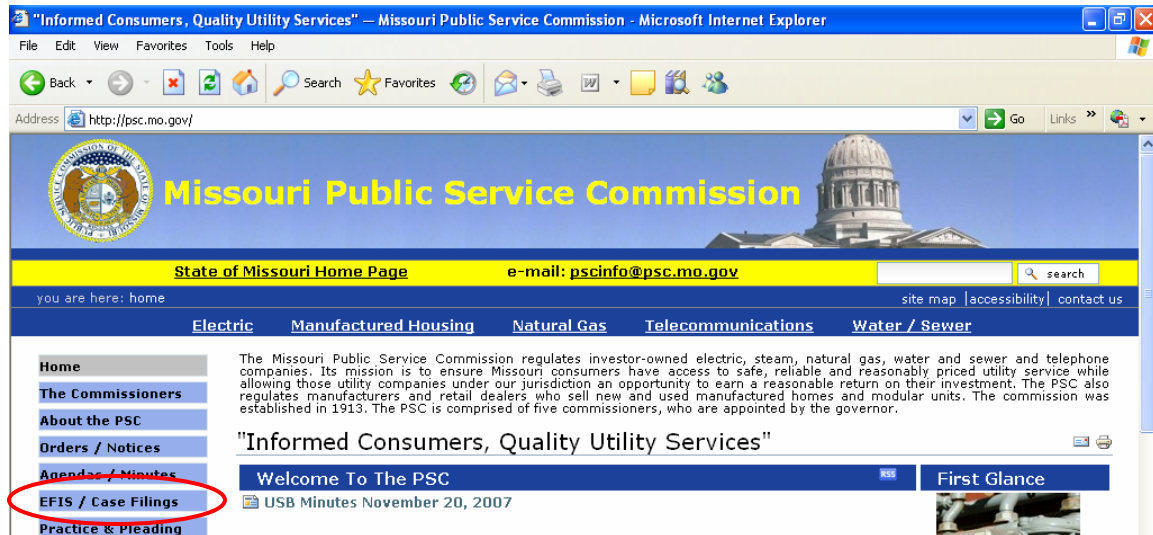 "Informed Consumers, Quality Utility Services" — Missouri Public Service Commission - Microsoft Internet Explorer
File Edit View Favorites Tools Help
Back Search Favorites
Address http://psc.mo.gov/ Go Links »
Missouri Public Service Commission
State of Missouri Home Page e-mail: pscinfo@psc.mo.gov search
you are here: home site map |accessibility| contact us
Electric Manufactured Housing Natural Gas Telecommunications Water / Sewer
Home
The Commissioners
About the PSC
Orders / Notices
Agendas / Minutes
EFIS / Case Filings
Practice & Pleading
The Missouri Public Service Commission regulates investor-owned electric, steam, natural gas, water and sewer and telephone
companies. Its mission is to ensure Missouri consumers have access to safe, reliable and reasonably priced utility service while
allowing those utility companies under our jurisdiction an opportunity to earn a reasonable return on their investment. The PSC also
regulates manufacturers and retail dealers who sell new and used manufactured homes and modular units. The commission was
established in 1913. The PSC is comprised of five commissioners, who are appointed by the governor.
"Informed Consumers, Quality Utility Services"
Welcome To The PSC RSS
USB Minutes November 20, 2007
First Glance